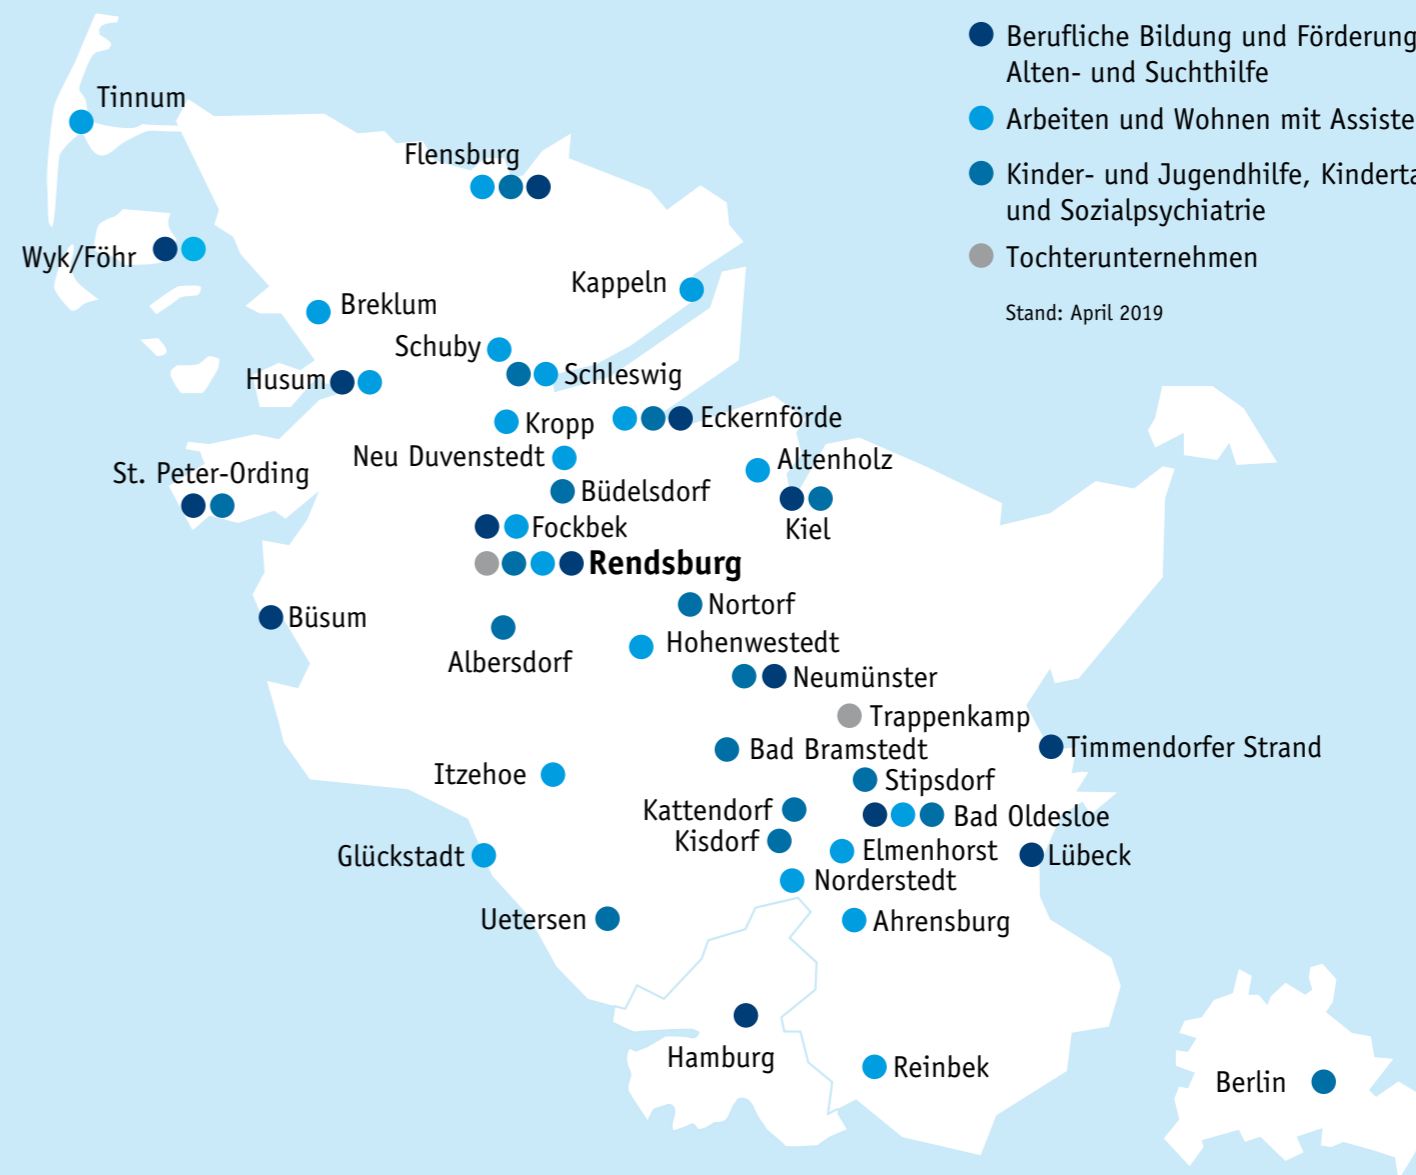 Berufliche Bildung und Förderung
Alten- und Suchthilfe
Arbeiten und Wohnen mit
Kinder- und Jugendhilfe,
und Sozialpsychiatrie
Tochterunternehmen
Stand: April 2019
Tinnum
Flensburg
Wyk/Föhr
Kappeln
Breklum
Schuby
Schleswig
Husum
Kropp
Eckernförde
Neu Duvenstedt
Altenholz
St. Peter-Ording
Büdelsdorf
Fockbek
Kiel
Rendsburg
Nortorf
Büsum
Hohenwestedt
Albersdorf
Neumünster
Trappenkamp
Bad Bramstedt
Timmendorfer Strand
Itzehoe
Stipsdorf
Kattendorf
Bad Oldesloe
Kisdorf
Elmenhorst
Glückstadt
Lübeck
Norderstedt
Uetersen
Ahrensburg
Hamburg
Reinbek
Berlin